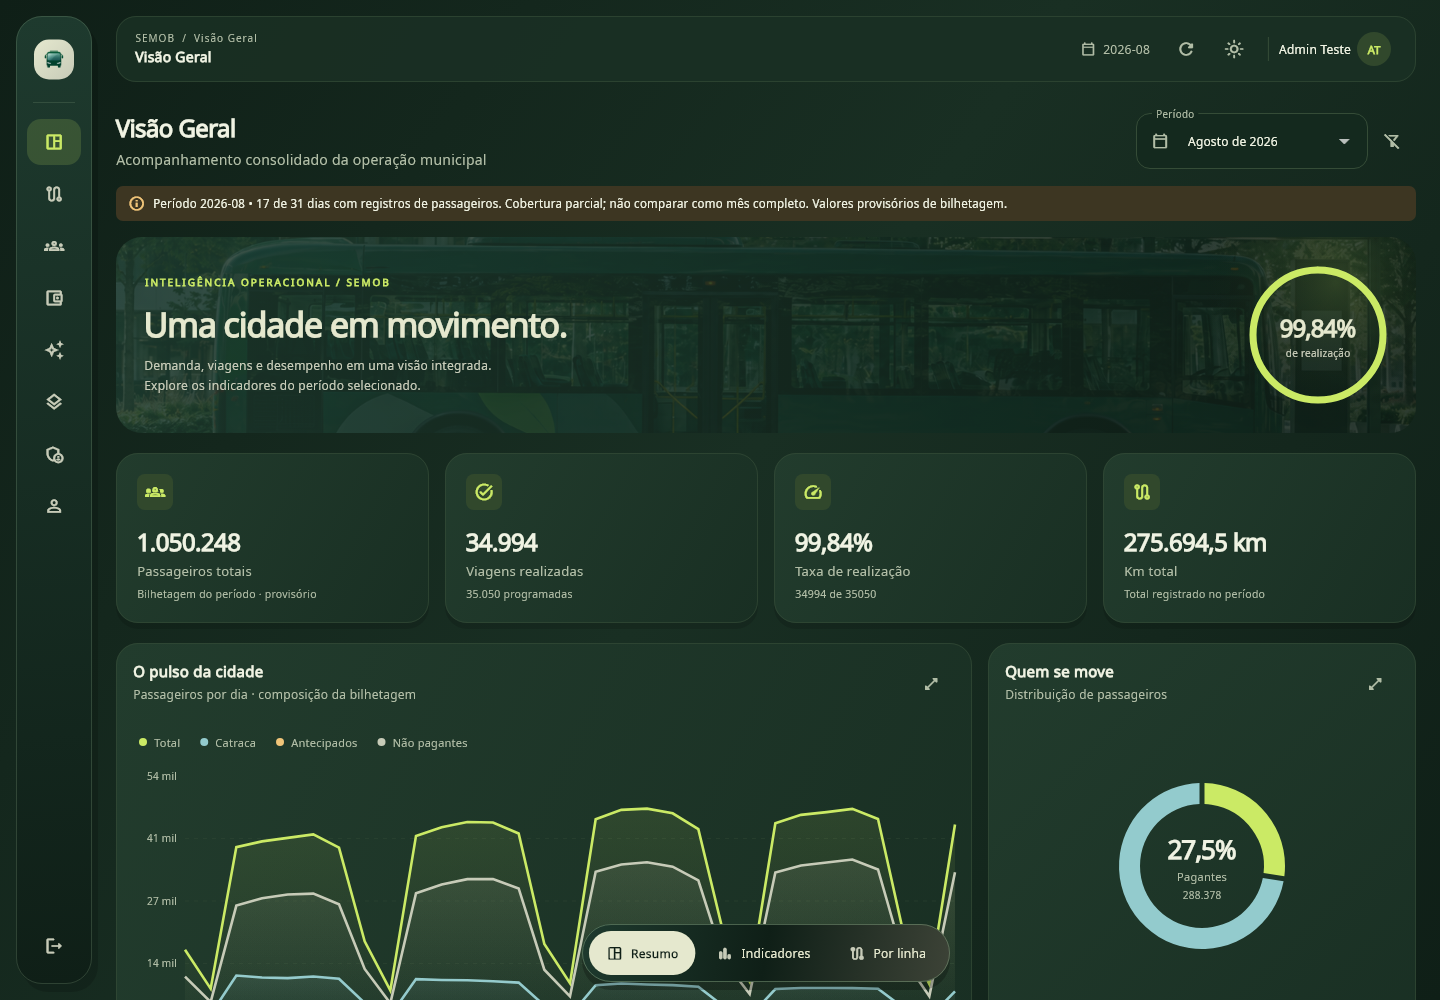 SEMOB / Visão Geral
Visão Geral
2026-08
Admin Teste
AT
Visão Geral
Acompanhamento consolidado da operação municipal
Período
Agosto de 2026
Período 2026-08 • 17 de 31 dias com registros de passageiros. Cobertura parcial; não comparar como mês completo. Valores provisórios de bilhetagem.
INTELIGÊNCIA OPERACIONAL / SEMOB
Uma cidade em movimento.
Demanda, viagens e desempenho em uma visão integrada.
Explore os indicadores do período selecionado.
99,84%
de realização
1.050.248
Passageiros totais
Bilhetagem do período · provisório
34.994
Viagens realizadas
35.050 programadas
99,84%
Taxa de realização
34994 de 35050
275.694,5 km
Km total
Total registrado no período
O pulso da cidade
Passageiros por dia · composição da bilhetagem
Total
Catraca
Antecipados
Não pagantes
54 mil
41 mil
27 mil
14 mil
Quem se move
Distribuição de passageiros
27,5%
Pagantes
288.378
Resumo
Indicadores
Por linha